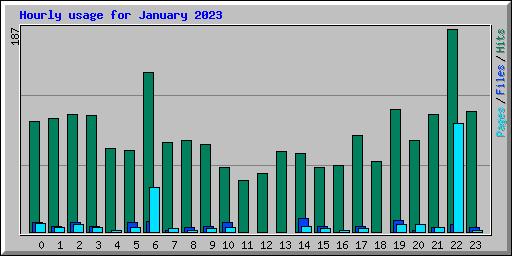 Hourly usage for January 2023
187
Pages/Files/Hits
0 1 2 3 4 5 6 7 8 9 10 11 12 13 14 15 16 17 18 19 20 21 22 23